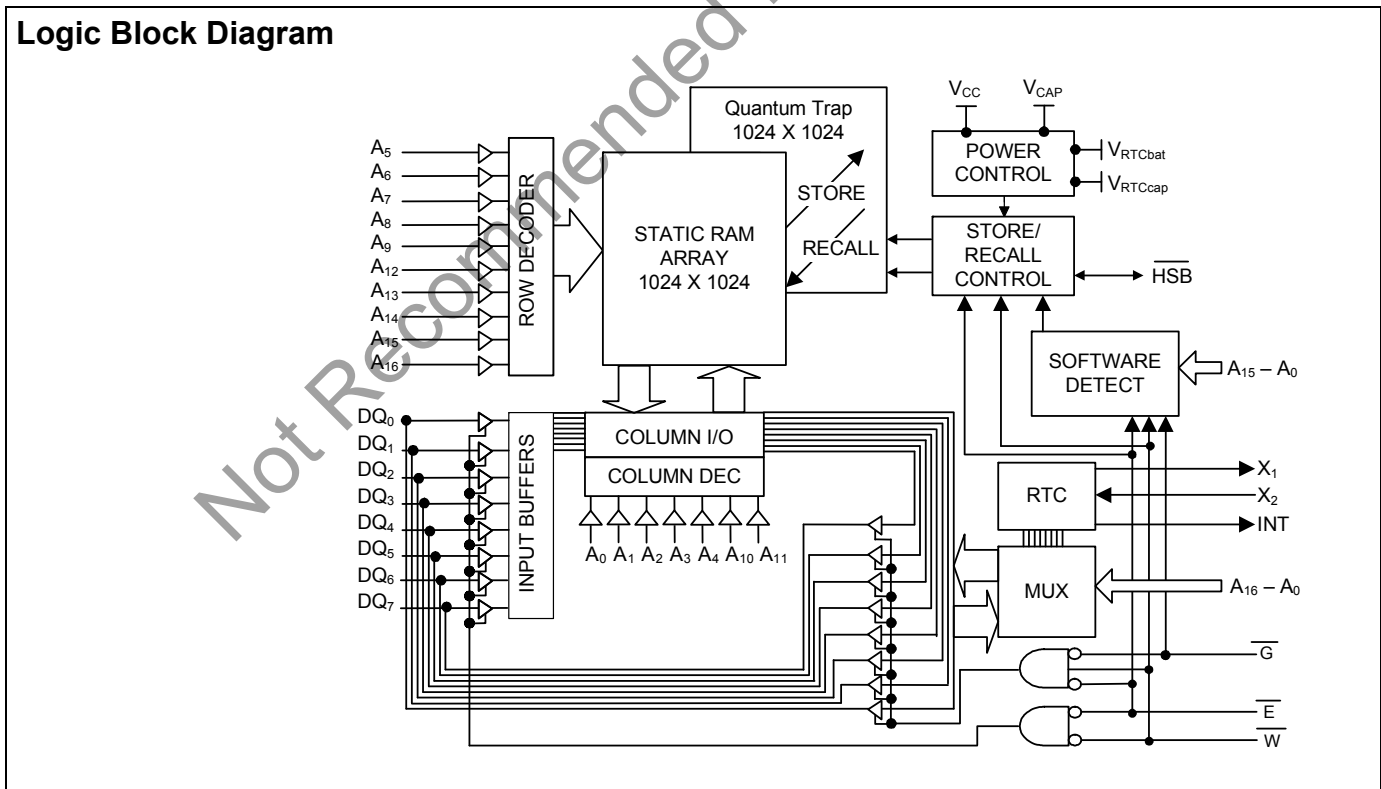 Logic Block Diagram
Not Recommended
Quantum Trap
1024 X 1024
V_CC
V_CAP
POWER
CONTROL
V_RTCbat
V_RTCcap
A5
A6
A7
A8
A9
A12
A13
A14
A15
A16
ROW DECODER
STATIC RAM
ARRAY
1024 X 1024
STORE
RECALL
STORE/
RECALL
CONTROL
HSB
SOFTWARE
DETECT
A15 – A0
DQ0
DQ1
DQ2
DQ3
DQ4
DQ5
DQ6
DQ7
INPUT BUFFERS
COLUMN I/O
COLUMN DEC
A0 A1 A2 A3 A4 A10 A11
RTC
X1
X2
INT
MUX
A16 – A0
G
E
W